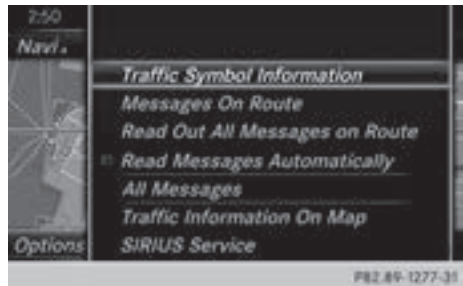 7:50
Navi
Traffic Symbol Information
Messages On Route
Read Out All Messages on Route
Read Messages Automatically
All Messages
Traffic Information On Map
Options
SIRIUS Service
P82.89-1277-31